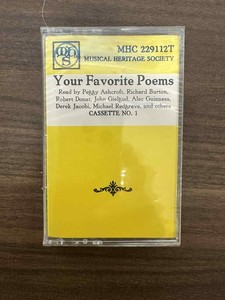 MHC 229112T
MUSICAL HERITAGE SOCIETY
Your Favorite Poems
Read by Peggy Ashcroft, Richard Burton,
Robert Donat, John Gielgud, Alec Guinness,
Derek Jacobi, Michael Redgrave, and others
CASSETTE NO. 1